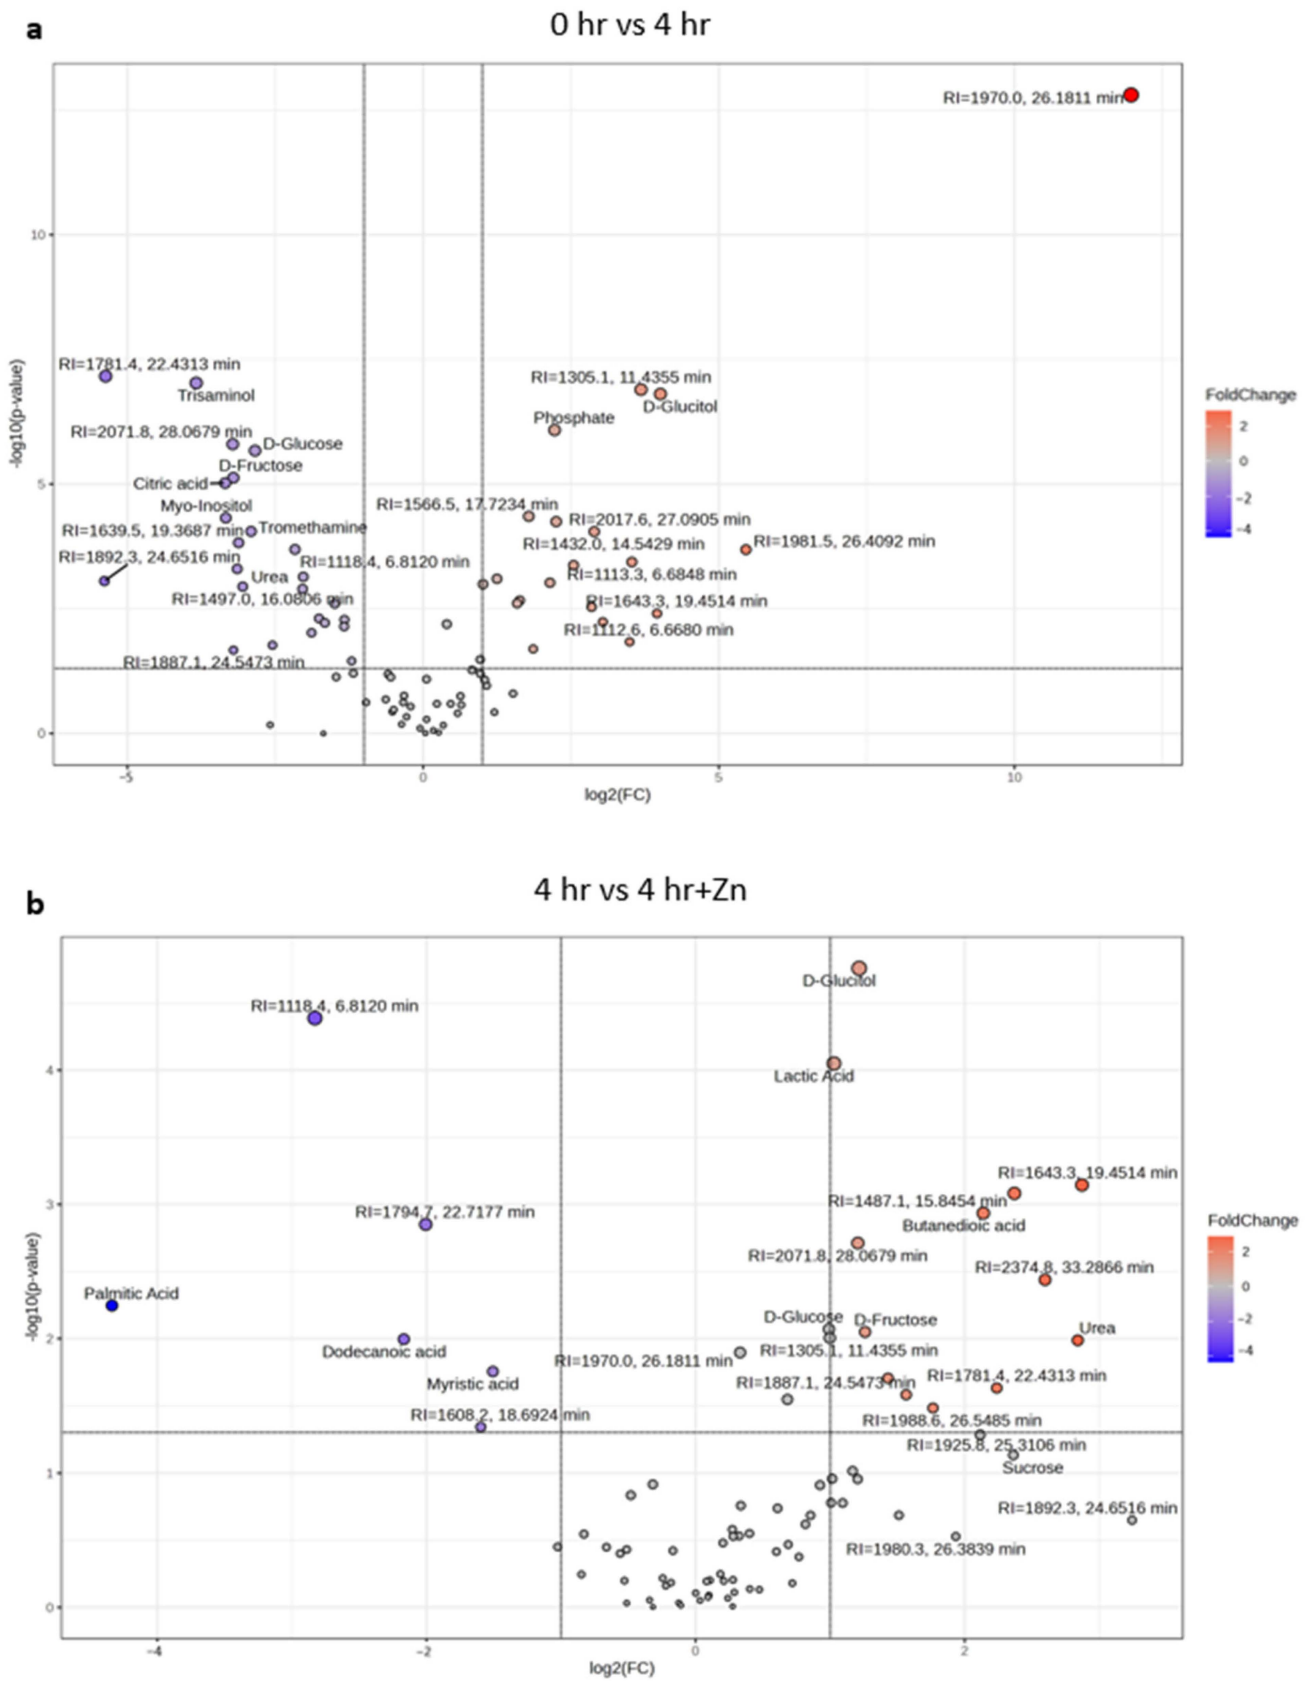 a
0 hr vs 4 hr
RI=1970.0, 26.1811 min
10
RI=1781.4, 22.4313 min
Trisaminol
RI=1305.1, 11.4355 min
D-Glucitol
Phosphate
FoldChange
2
0
−2
−4
-log10(p-value)
RI=2071.8, 28.0679 min
D-Glucose
D-Fructose
Citric acid
5
Myo-Inositol
RI=1566.5, 17.7234 min
RI=1639.5, 19.3687 min
Tromethamine
RI=2017.6, 27.0905 min
RI=1432.0, 14.5429 min
RI=1981.5, 26.4092 min
RI=1892.3, 24.6516 min
RI=1118.4, 6.8120 min
Urea
RI=1113.3, 6.6848 min
RI=1497.0, 16.0806 min
RI=1643.3, 19.4514 min
RI=1112.6, 6.6680 min
RI=1887.1, 24.5473 min
0
−5
0
5
10
log2(FC)
b
4 hr vs 4 hr+Zn
D-Glucitol
RI=1118.4, 6.8120 min
4
Lactic Acid
RI=1643.3, 19.4514 min
3
RI=1487.1, 15.8454 min
RI=1794.7, 22.7177 min
Butanedioic acid
RI=2071.8, 28.0679 min
RI=2374.8, 33.2866 min
FoldChange
2
0
−2
−4
-log10(p-value)
Palmitic Acid
D-Glucose
D-Fructose
Urea
2
Dodecanoic acid
RI=1305.1, 11.4355 min
RI=1970.0, 26.1811 min
Myristic acid
RI=1887.1, 24.5473 min
RI=1781.4, 22.4313 min
RI=1608.2, 18.6924 min
RI=1988.6, 26.5485 min
RI=1925.8, 25.3106 min
1
Sucrose
RI=1892.3, 24.6516 min
RI=1980.3, 26.3839 min
0
−4
−2
0
2
log2(FC)